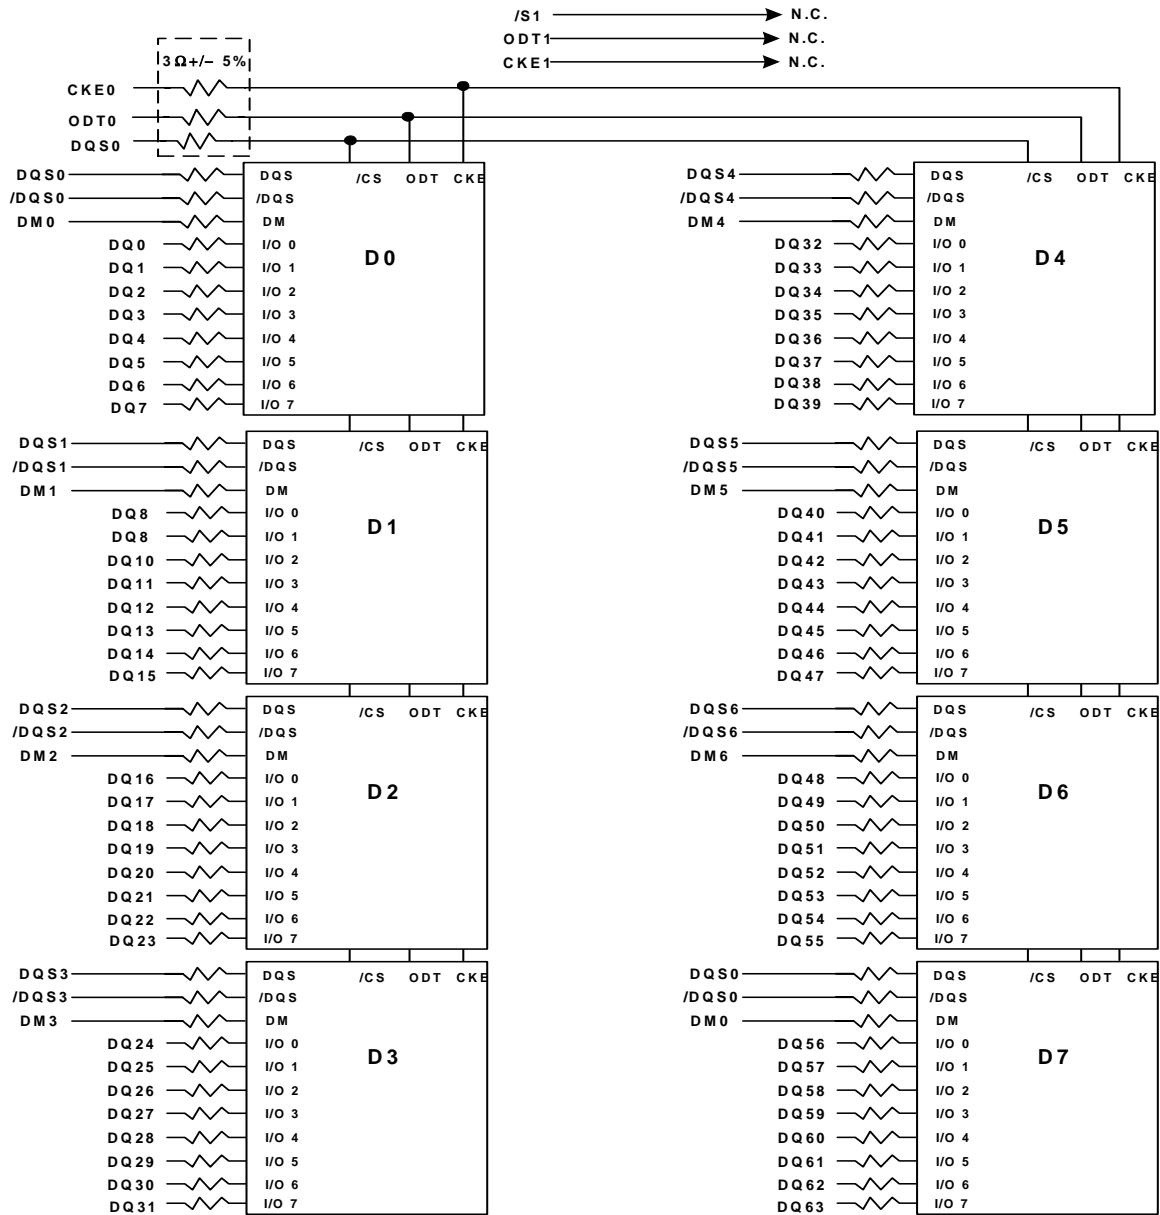 /S1 N.C.
ODT1 N.C.
CKE1 N.C.
3Ω+/- 5%
CKE0
ODT0
DQS0
DQS0 DQS /CS ODT CKE
/DQS0 /DQS
DM0 DM
DQ0 I/O 0
D0
DQ1 I/O 1
DQ2 I/O 2
DQ3 I/O 3
DQ4 I/O 4
DQ5 I/O 5
DQ6 I/O 6
DQ7 I/O 7
DQS1 DQS /CS ODT CKE
/DQS1 /DQS
DM1 DM
DQ8 I/O 0
D1
DQ8 I/O 1
DQ10 I/O 2
DQ11 I/O 3
DQ12 I/O 4
DQ13 I/O 5
DQ14 I/O 6
DQ15 I/O 7
DQS2 DQS /CS ODT CKE
/DQS2 /DQS
DM2 DM
DQ16 I/O 0
D2
DQ17 I/O 1
DQ18 I/O 2
DQ19 I/O 3
DQ20 I/O 4
DQ21 I/O 5
DQ22 I/O 6
DQ23 I/O 7
DQS3 DQS /CS ODT CKE
/DQS3 /DQS
DM3 DM
DQ24 I/O 0
D3
DQ25 I/O 1
DQ26 I/O 2
DQ27 I/O 3
DQ28 I/O 4
DQ29 I/O 5
DQ30 I/O 6
DQ31 I/O 7
DQS4 DQS /CS ODT CKE
/DQS4 /DQS
DM4 DM
DQ32 I/O 0
D4
DQ33 I/O 1
DQ34 I/O 2
DQ35 I/O 3
DQ36 I/O 4
DQ37 I/O 5
DQ38 I/O 6
DQ39 I/O 7
DQS5 DQS /CS ODT CKE
/DQS5 /DQS
DM5 DM
DQ40 I/O 0
D5
DQ41 I/O 1
DQ42 I/O 2
DQ43 I/O 3
DQ44 I/O 4
DQ45 I/O 5
DQ46 I/O 6
DQ47 I/O 7
DQS6 DQS /CS ODT CKE
/DQS6 /DQS
DM6 DM
DQ48 I/O 0
D6
DQ49 I/O 1
DQ50 I/O 2
DQ51 I/O 3
DQ52 I/O 4
DQ53 I/O 5
DQ54 I/O 6
DQ55 I/O 7
DQS0 DQS /CS ODT CKE
/DQS0 /DQS
DM0 DM
DQ56 I/O 0
D7
DQ57 I/O 1
DQ58 I/O 2
DQ59 I/O 3
DQ60 I/O 4
DQ61 I/O 5
DQ62 I/O 6
DQ63 I/O 7